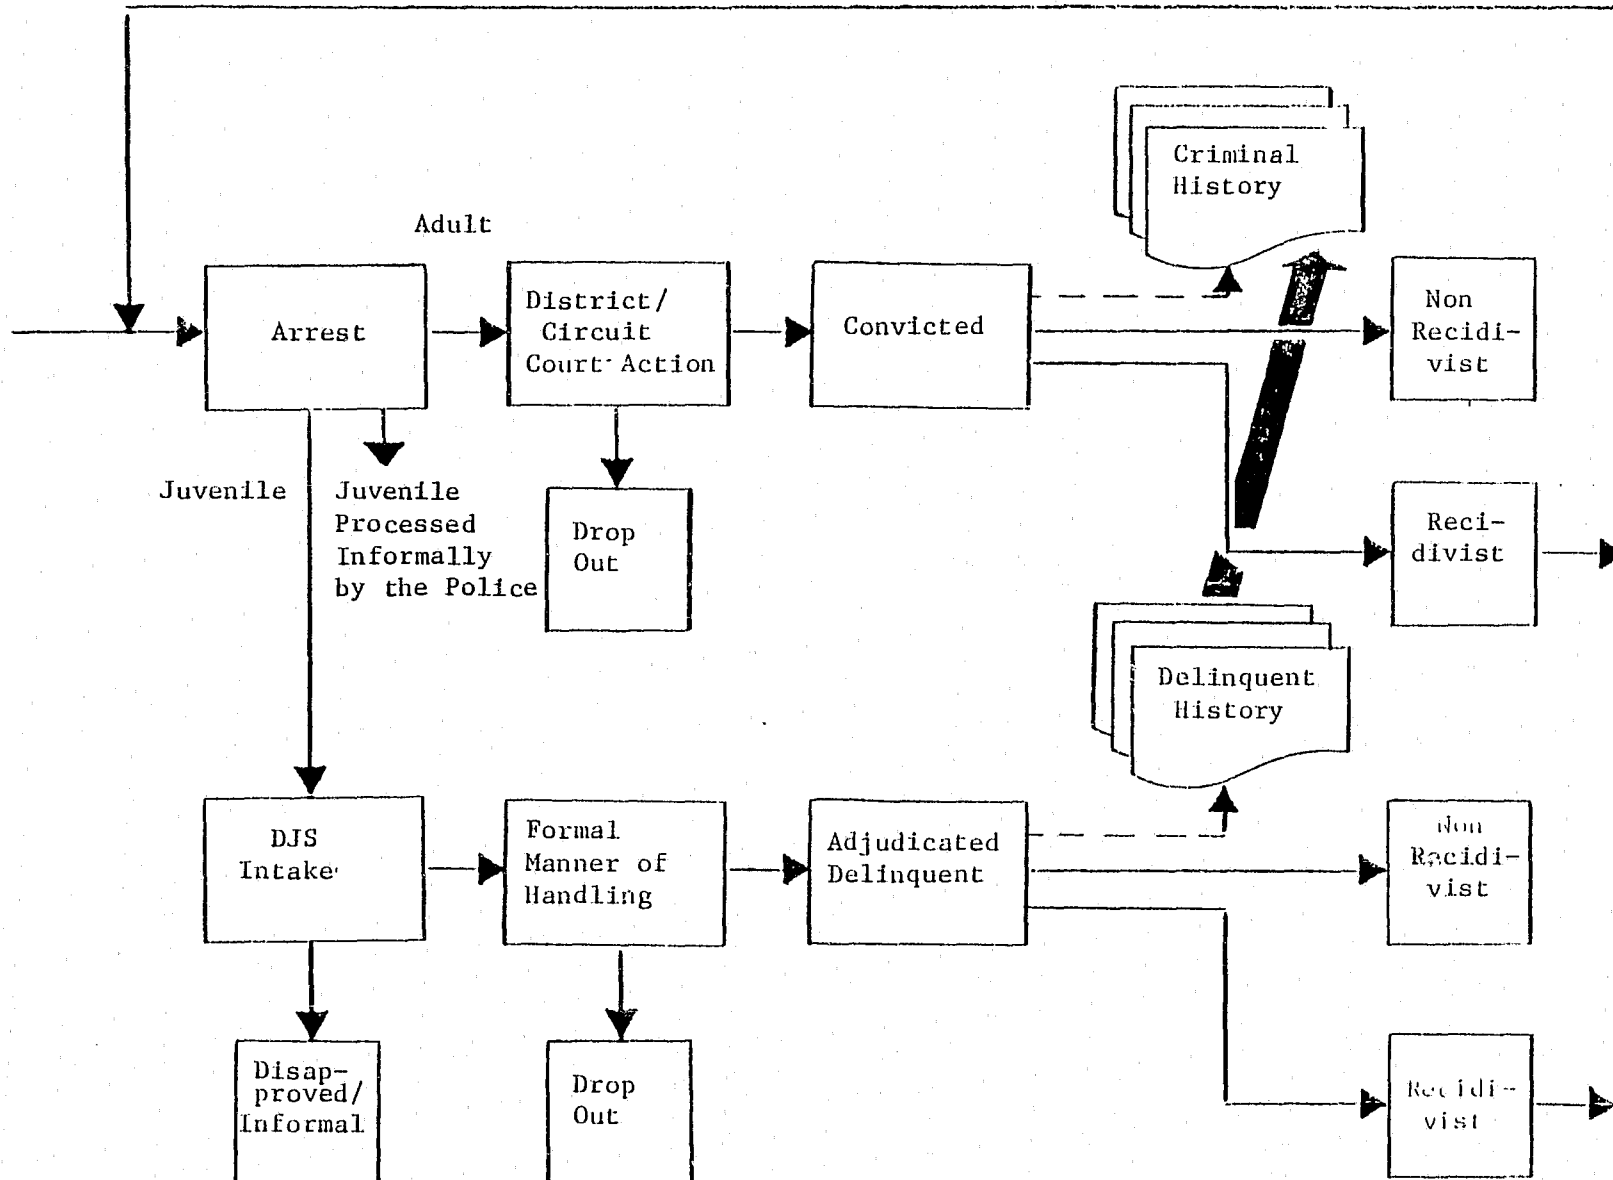 Criminal
History
Adult
Arrest
District/
Circuit
Court Action
Convicted
Non
Recidi-
vist
Juvenile
Juvenile
Processed
Informally
by the Police
Drop
Out
Reci-
divist
Delinquent
History
DJS
Intake
Formal
Manner of
Handling
Adjudicated
Delinquent
Non
Recidi-
vist
Disap-
proved/
Informal
Drop
Out
Recidi-
vist